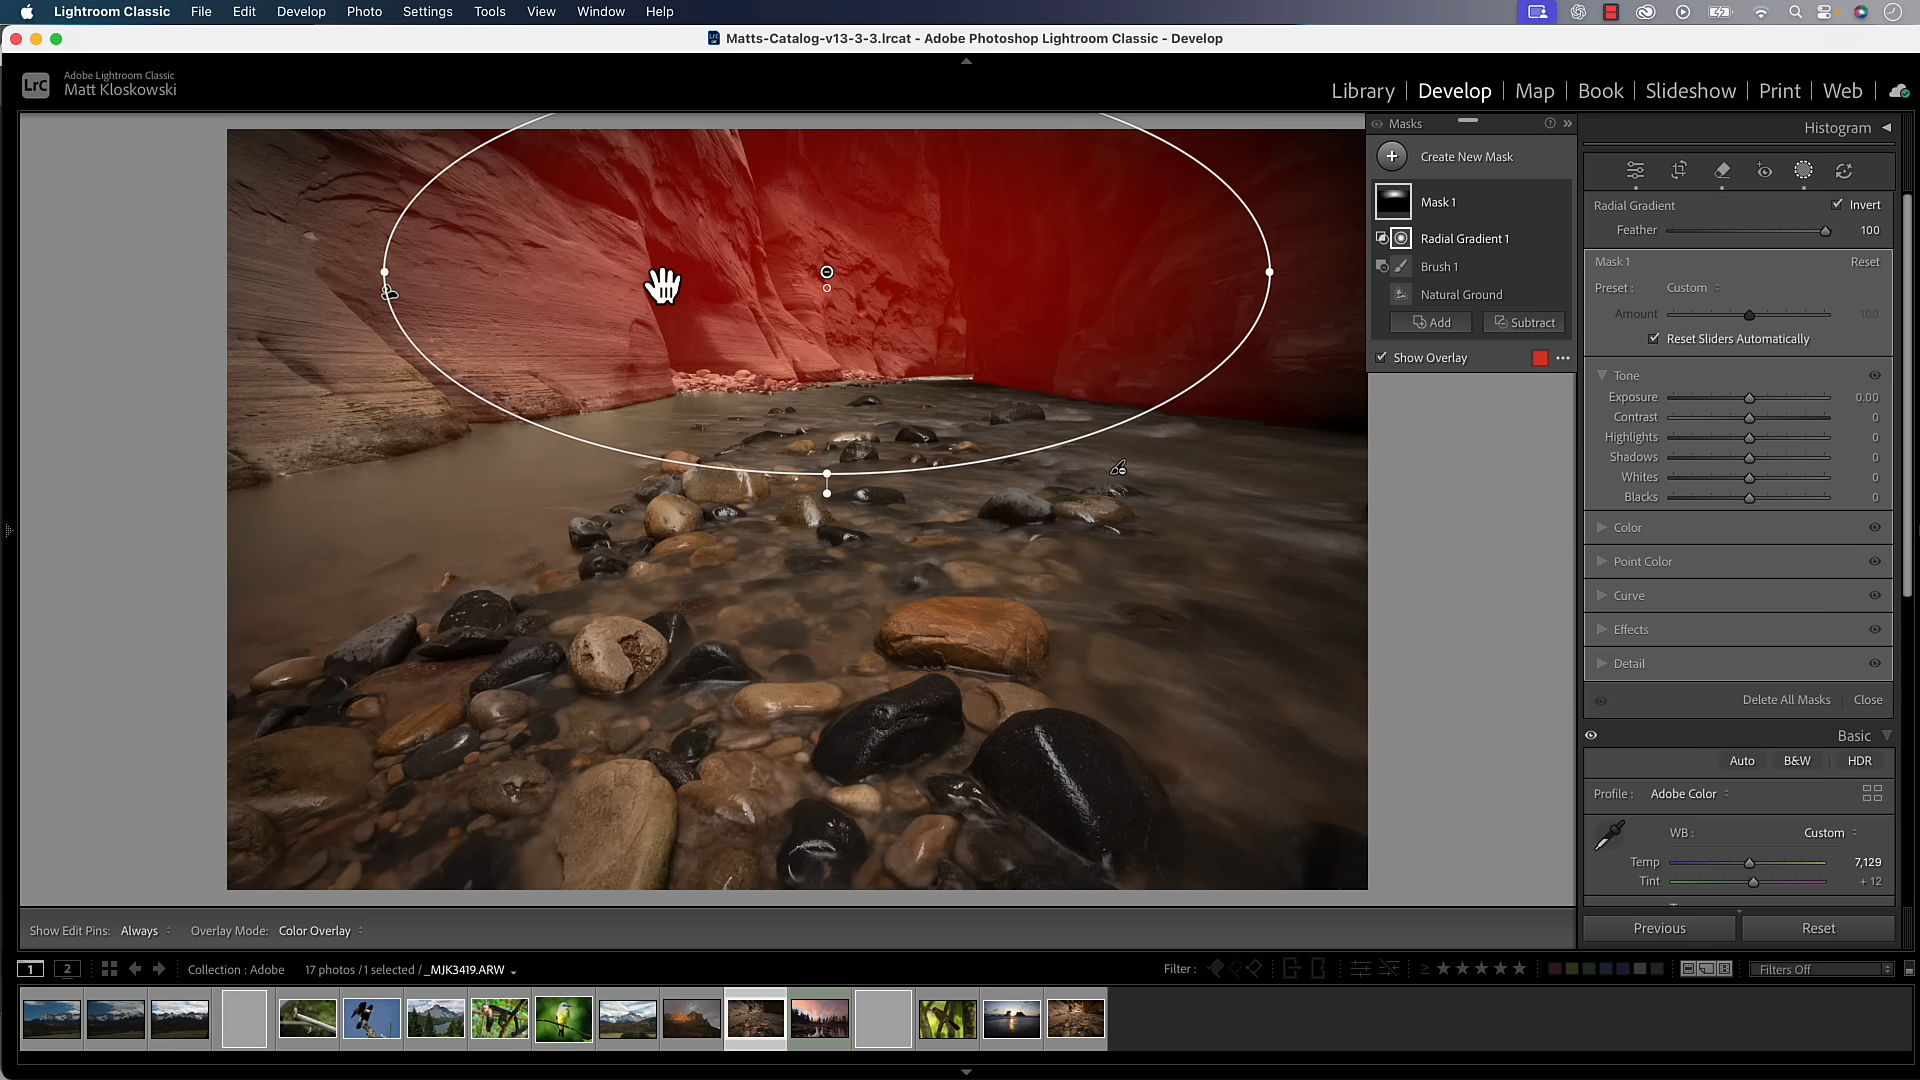 Lightroom Classic File Edit Develop Photo Settings Tools View Window Help
Lrc Matts-Catalog-v13-3-3.lrcat - Adobe Photoshop Lightroom Classic - Develop
LrC
Adobe Lightroom Classic
Matt Kloskowski
Library | Develop | Map | Book | Slideshow | Print | Web
Masks
Create New Mask
Mask 1
Radial Gradient 1
Brush 1
Natural Ground
Add Subtract
Show Overlay
Histogram
Radial Gradient Invert
Feather 100
Mask 1 Reset
Preset : Custom
Amount 100
Reset Sliders Automatically
Tone
Exposure 0.00
Contrast 0
Highlights 0
Shadows 0
Whites 0
Blacks 0
Color
Point Color
Curve
Effects
Detail
Delete All Masks Close
Basic
Auto B&W HDR
Profile : Adobe Color
WB : Custom
Temp 7,129
Tint + 12
Previous Reset
Show Edit Pins: Always Overlay Mode: Color Overlay
1 2 Collection : Adobe 17 photos / 1 selected / _MJK3419.ARW Filter : ≥ ★★★★★ Filters Off